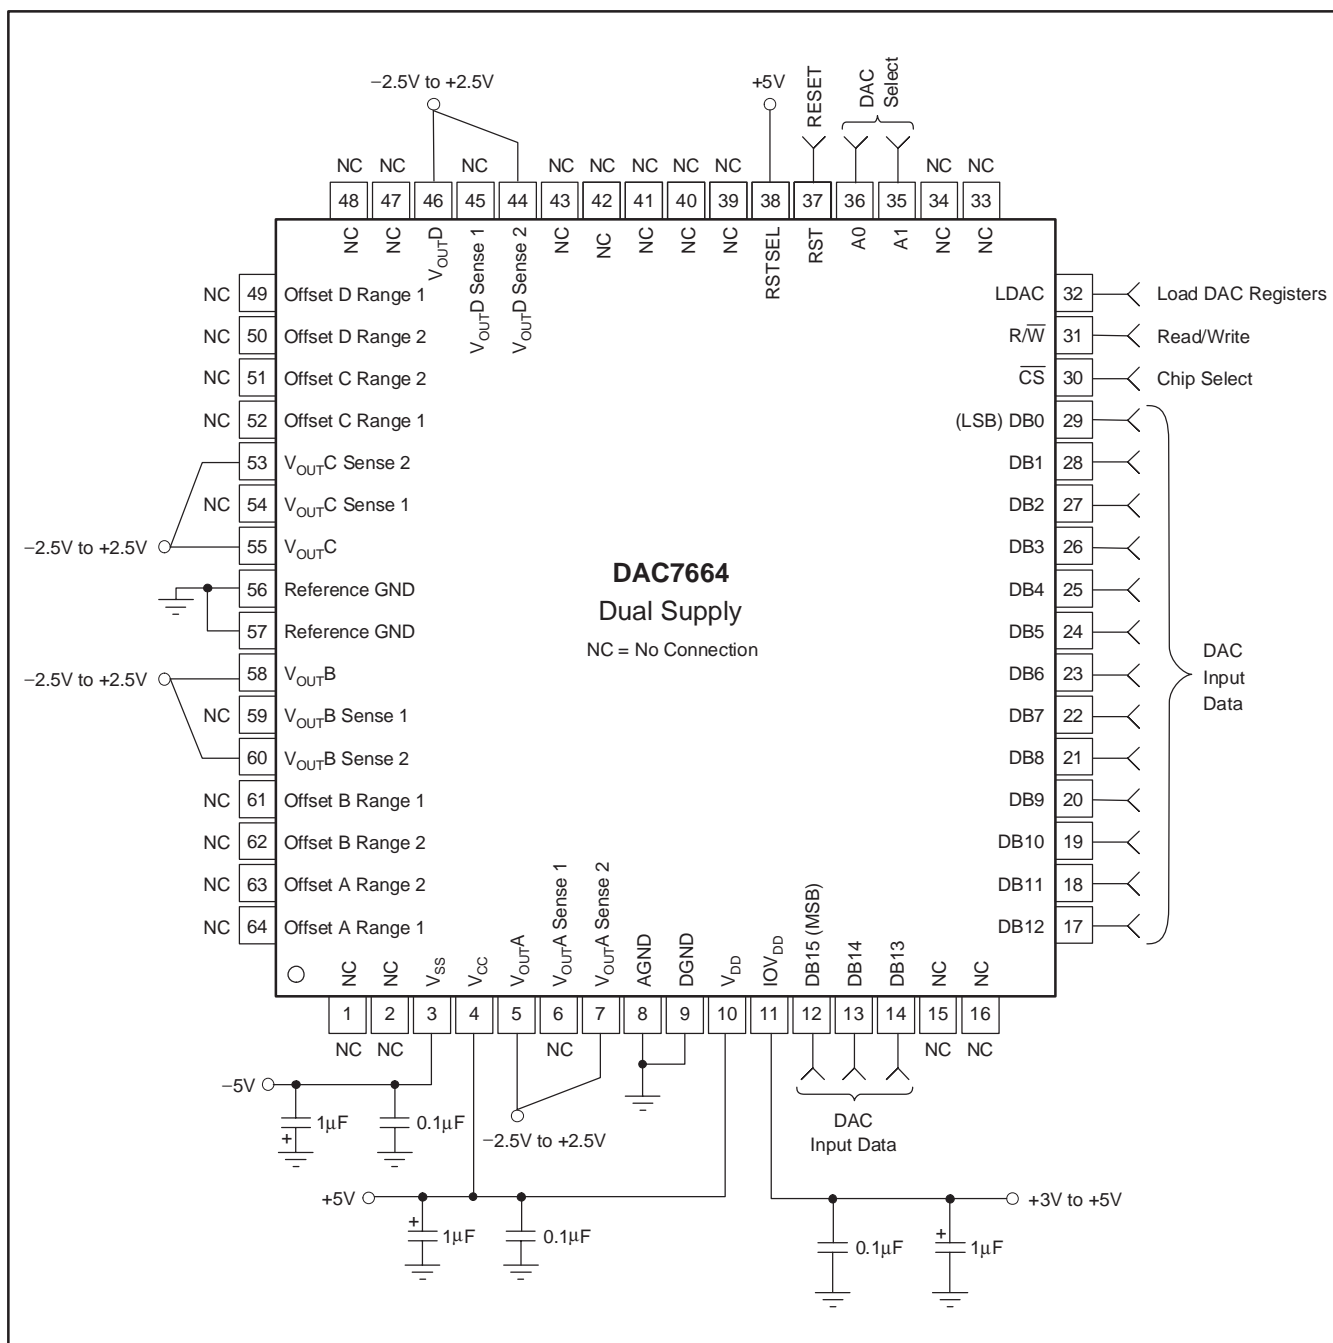 −2.5V to +2.5V
+5V
RESET
DAC
Select
NC NC NC NC NC NC NC NC NC NC
48 47 46 45 44 43 42 41 40 39 38 37 36 35 34 33
NC
NC
V_OUTD
V_OUTD Sense 1
V_OUTD Sense 2
NC
NC
NC
NC
NC
RSTSEL
RST
A0
A1
NC
NC
NC 49 Offset D Range 1
NC 50 Offset D Range 2
NC 51 Offset C Range 2
NC 52 Offset C Range 1
53 V_OUTC Sense 2
NC 54 V_OUTC Sense 1
−2.5V to +2.5V 55 V_OUTC
56 Reference GND
57 Reference GND
−2.5V to +2.5V 58 V_OUTB
NC 59 V_OUTB Sense 1
60 V_OUTB Sense 2
NC 61 Offset B Range 1
NC 62 Offset B Range 2
NC 63 Offset A Range 2
NC 64 Offset A Range 1
DAC7664
Dual Supply
NC = No Connection
LDAC 32 Load DAC Registers
R/W̅ 31 Read/Write
C̅S̅ 30 Chip Select
(LSB) DB0 29
DB1 28
DB2 27
DB3 26
DB4 25
DB5 24
DB6 23
DB7 22
DB8 21
DB9 20
DB10 19
DB11 18
DB12 17
DAC
Input
Data
NC
NC
V_SS
V_CC
V_OUTA
V_OUTA Sense 1
V_OUTA Sense 2
AGND
DGND
V_DD
IOV_DD
DB15 (MSB)
DB14
DB13
NC
NC
1 2 3 4 5 6 7 8 9 10 11 12 13 14 15 16
NC NC NC NC NC
−5V
+ 1µF 0.1µF
−2.5V to +2.5V
DAC
Input Data
+5V
+ 1µF 0.1µF
+3V to +5V
0.1µF + 1µF